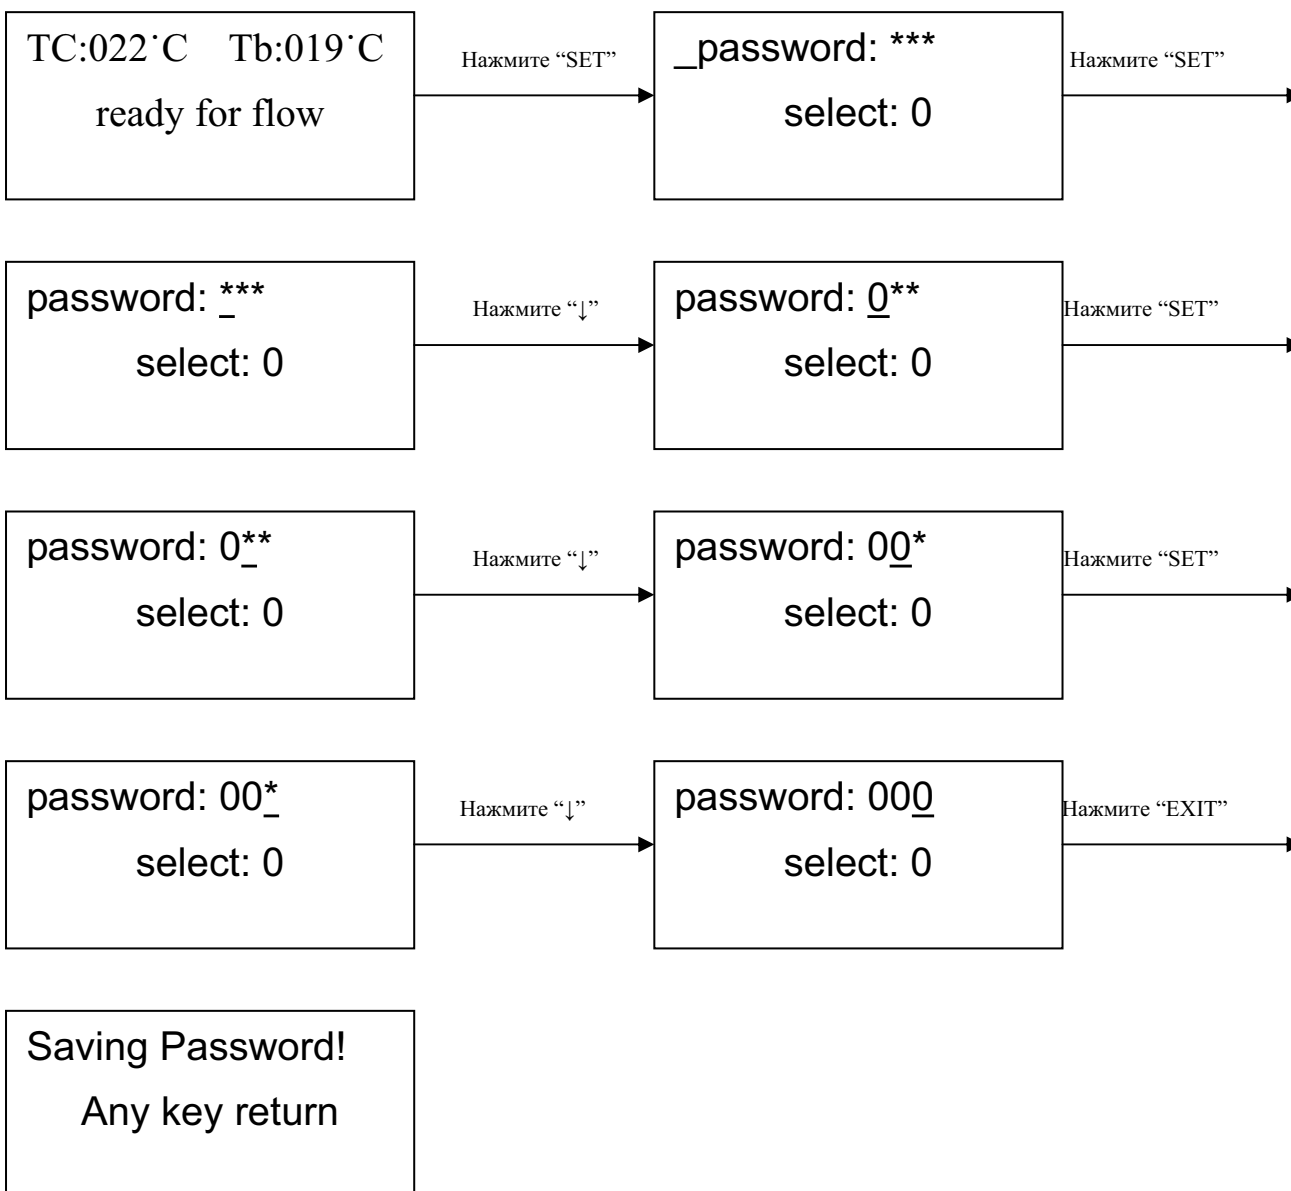 TC:022˙C Tb:019˙C
ready for flow
Нажмите “SET”
_password: ***
select: 0
Нажмите “SET”
password: ***
select: 0
Нажмите “↓”
password: 0**
select: 0
Нажмите “SET”
password: 0**
select: 0
Нажмите “↓”
password: 00*
select: 0
Нажмите “SET”
password: 00*
select: 0
Нажмите “↓”
password: 000
select: 0
Нажмите “EXIT”
Saving Password!
Any key return